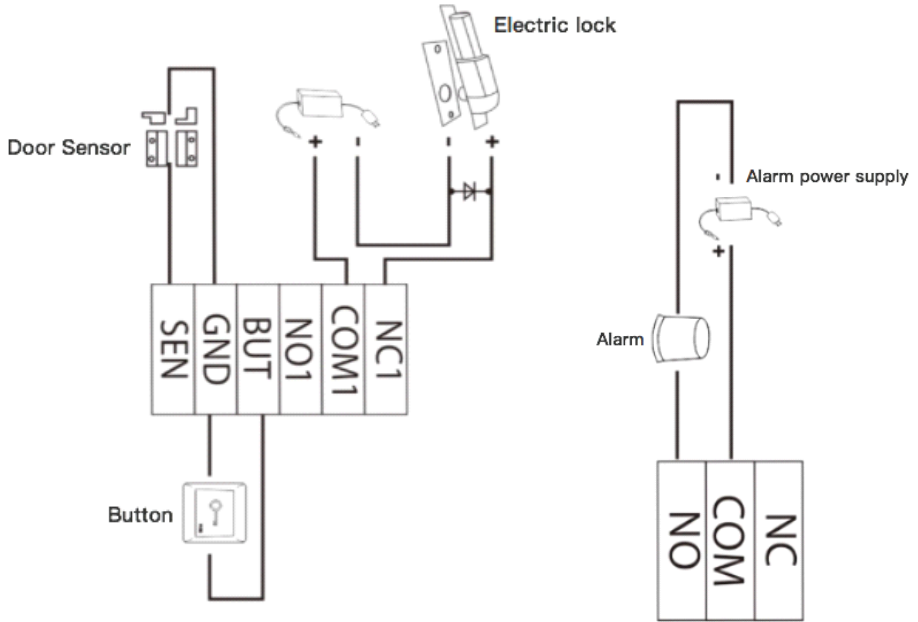 Electric lock
Door Sensor
+ - - +
SEN
GND
BUT
NO1
COM1
NC1
Button
-
Alarm power supply
+
Alarm
NO
COM
NC